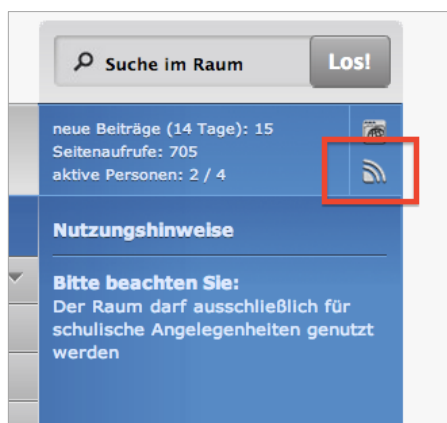 Suche im Raum
Los!
neue Beiträge (14 Tage): 15
Seitenaufrufe: 705
aktive Personen: 2 / 4
Nutzungshinweise
Bitte beachten Sie:
Der Raum darf ausschließlich für
schulische Angelegenheiten genutzt
werden